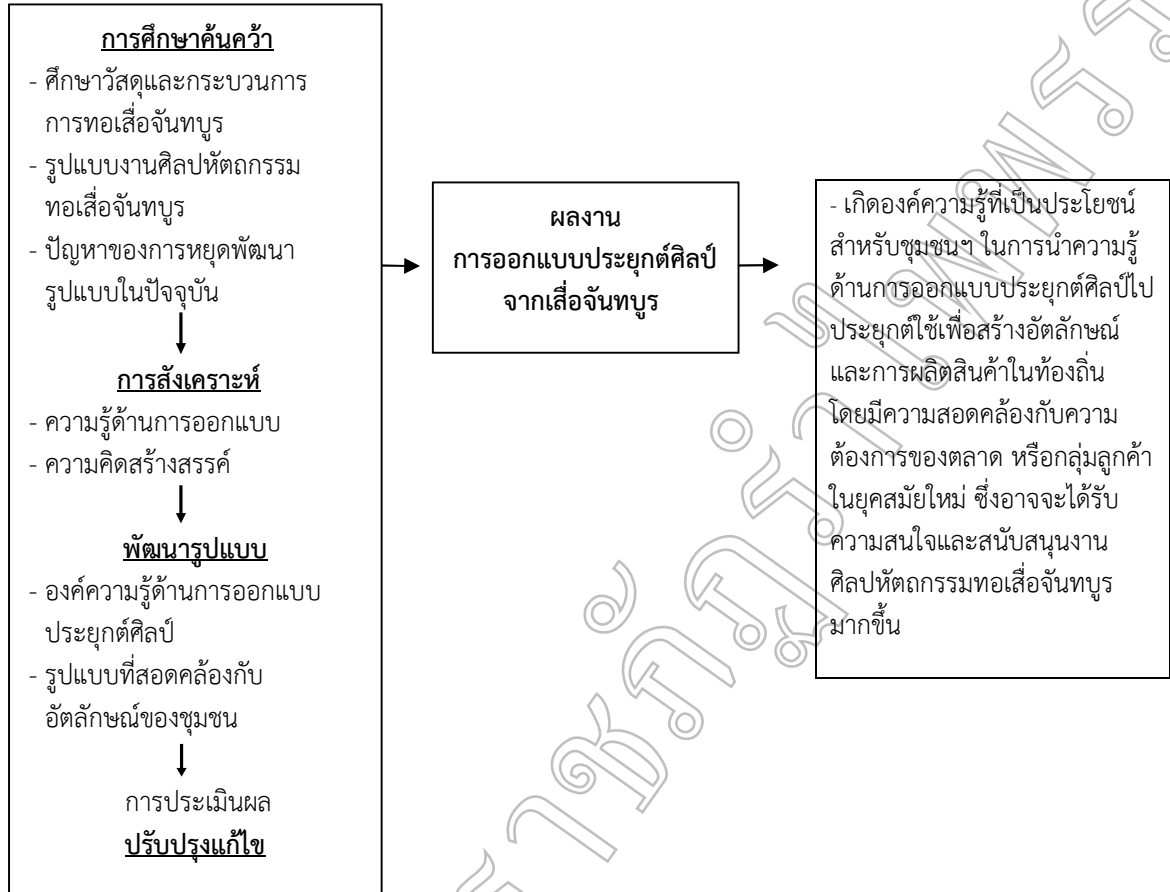 การศึกษาค้นคว้า
- ศึกษาวัสดุและกระบวนการ
การทอเสื่อจันทบูร
- รูปแบบงานศิลปหัตถกรรม
ทอเสื่อจันทบูร
- ปัญหาของการหยุดพัฒนา
รูปแบบในปัจจุบัน
การสังเคราะห์
- ความรู้ด้านการออกแบบ
- ความคิดสร้างสรรค์
พัฒนารูปแบบ
- องค์ความรู้ด้านการออกแบบ
ประยุกต์ศิลป์
- รูปแบบที่สอดคล้องกับ
อัตลักษณ์ของชุมชน
การประเมินผล
ปรับปรุงแก้ไข
ผลงาน
การออกแบบประยุกต์ศิลป์
จากเสื่อจันทบูร
- เกิดองค์ความรู้ที่เป็นประโยชน์
สำหรับชุมชนฯ ในการนำความรู้
ด้านการออกแบบประยุกต์ศิลป์ไป
ประยุกต์ใช้เพื่อสร้างอัตลักษณ์
และการผลิตสินค้าในท้องถิ่น
โดยมีความสอดคล้องกับความ
ต้องการของตลาด หรือกลุ่มลูกค้า
ในยุคสมัยใหม่ ซึ่งอาจจะได้รับ
ความสนใจและสนับสนุนงาน
ศิลปหัตถกรรมทอเสื่อจันทบูร
มากขึ้น